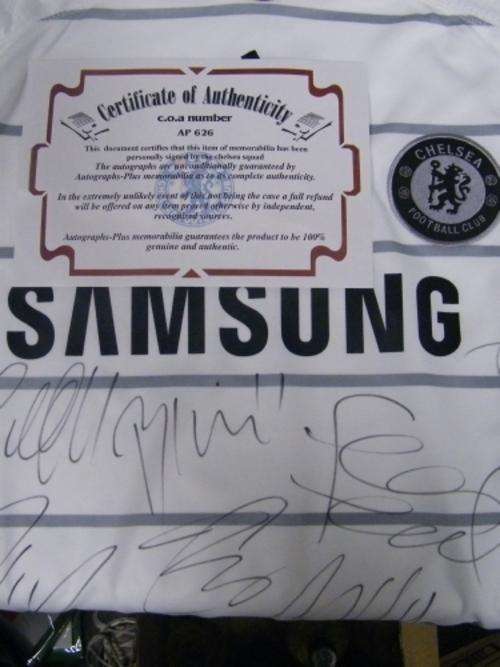 Certificate of Authenticity
c.o.a number
AP 626
This document certifies that this item of memorabilia has been
personally signed by the chelsea squad
The autographs are unconditionally guaranteed by
Autographs-Plus memorabilia as to its complete authenticity.
In the extremely unlikely event of this not being the case a full refund
will be offered on any item proved otherwise by independent,
recognised sources.
Autographs-Plus memorabilia guarantees the product to be 100%
genuine and authentic.
CHELSEA
FOOTBALL CLUB
SAMSUNG